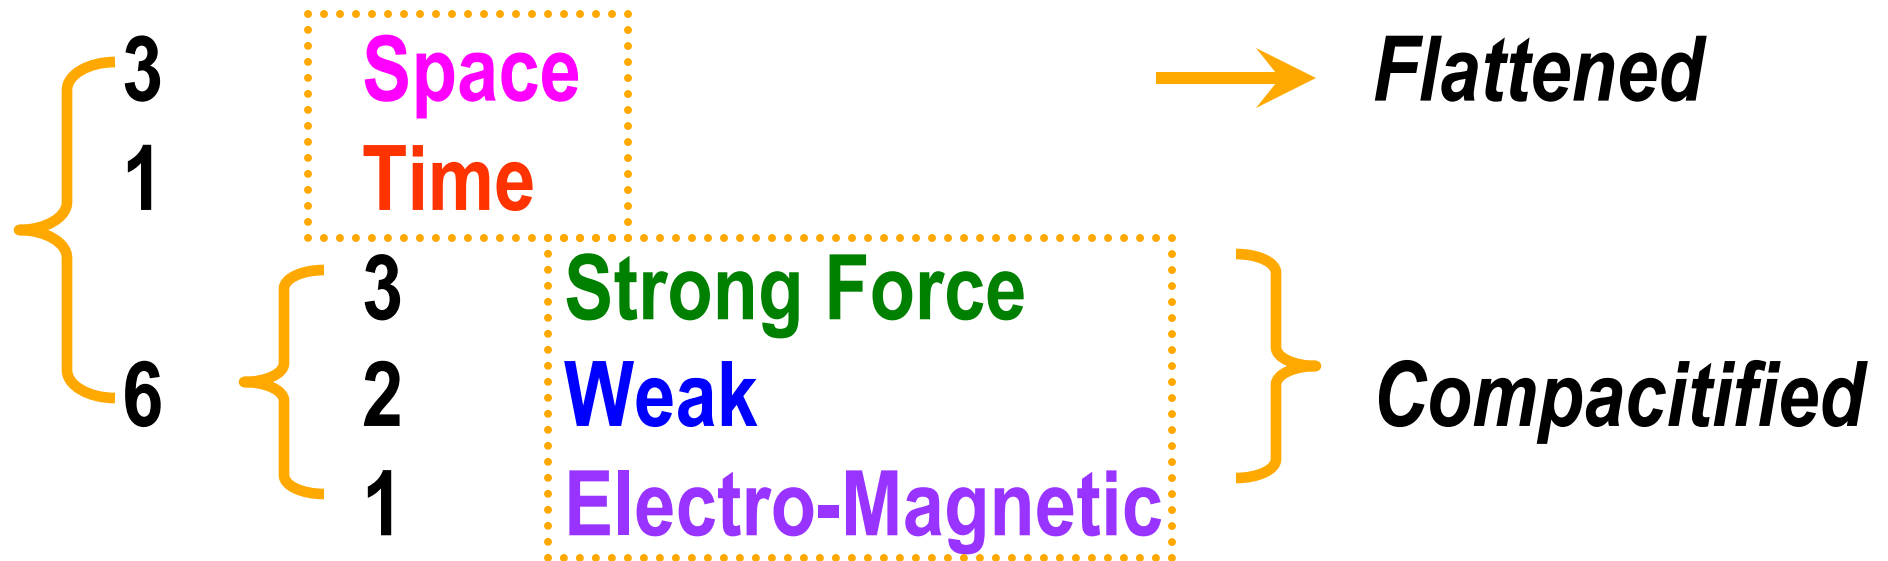 3 Space Flattened
1 Time
3 Strong Force
6 2 Weak Compacitified
1 Electro-Magnetic